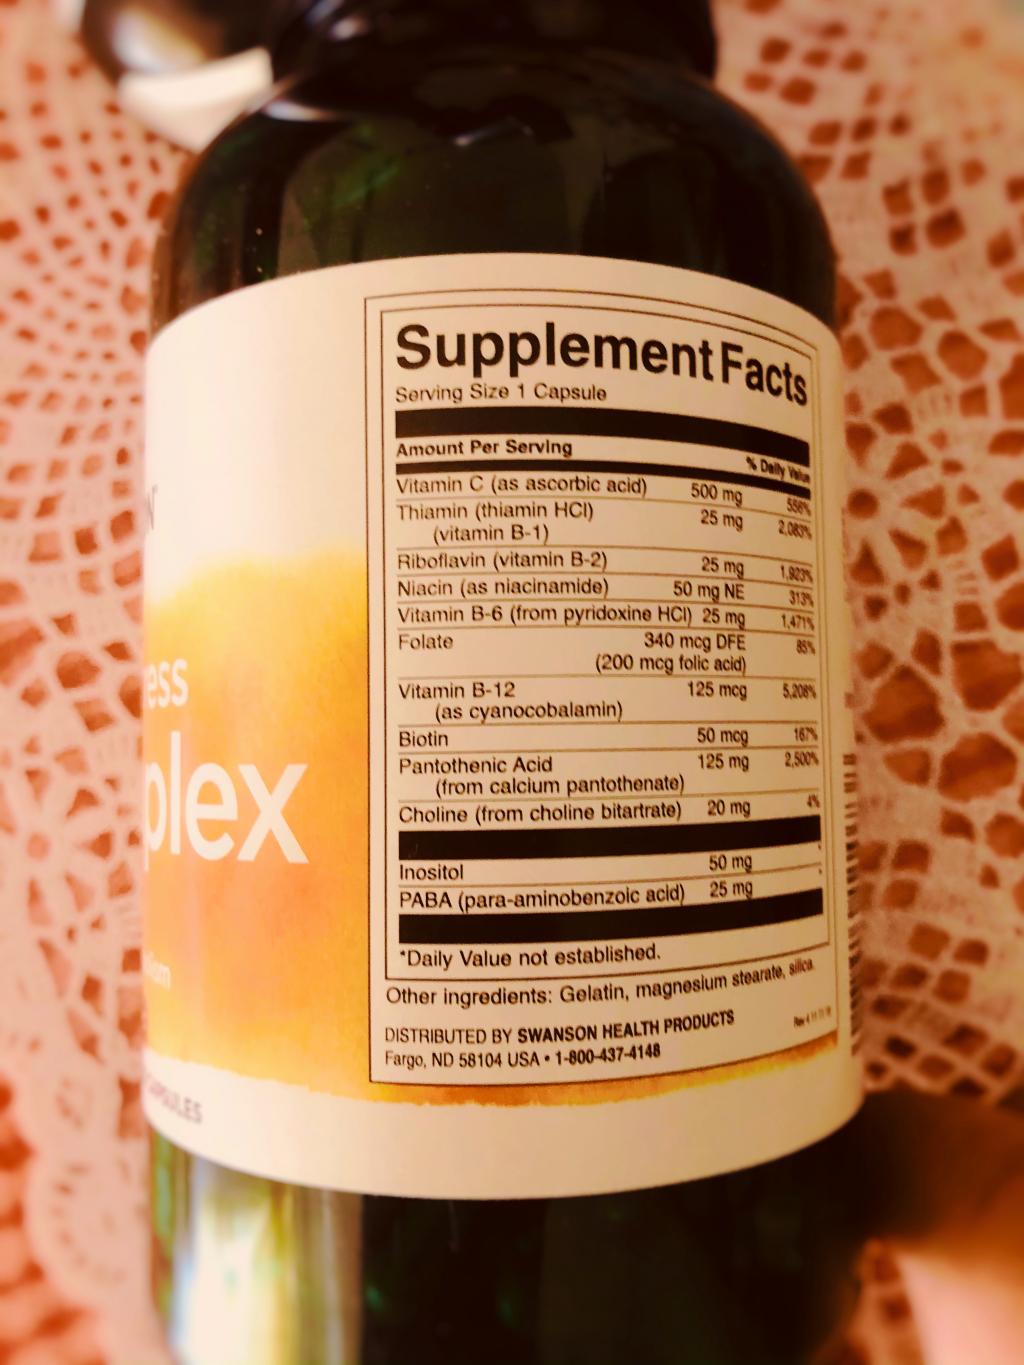 ess
plex
Supplement Facts
Serving Size 1 Capsule
Amount Per Serving
% Daily Value
Vitamin C (as ascorbic acid) 500 mg 556%
Thiamin (thiamin HCl) 25 mg 2,083%
(vitamin B-1)
Riboflavin (vitamin B-2) 25 mg 1,923%
Niacin (as niacinamide) 50 mg NE 313%
Vitamin B-6 (from pyridoxine HCl) 25 mg 1,471%
Folate 340 mcg DFE 85%
(200 mcg folic acid)
Vitamin B-12 125 mcg 5,208%
(as cyanocobalamin)
Biotin 50 mcg 167%
Pantothenic Acid 125 mg 2,500%
(from calcium pantothenate)
Choline (from choline bitartrate) 20 mg 4%
Inositol 50 mg *
PABA (para-aminobenzoic acid) 25 mg *
*Daily Value not established.
Other ingredients: Gelatin, magnesium stearate, silica.
DISTRIBUTED BY SWANSON HEALTH PRODUCTS
Fargo, ND 58104 USA • 1-800-437-4148